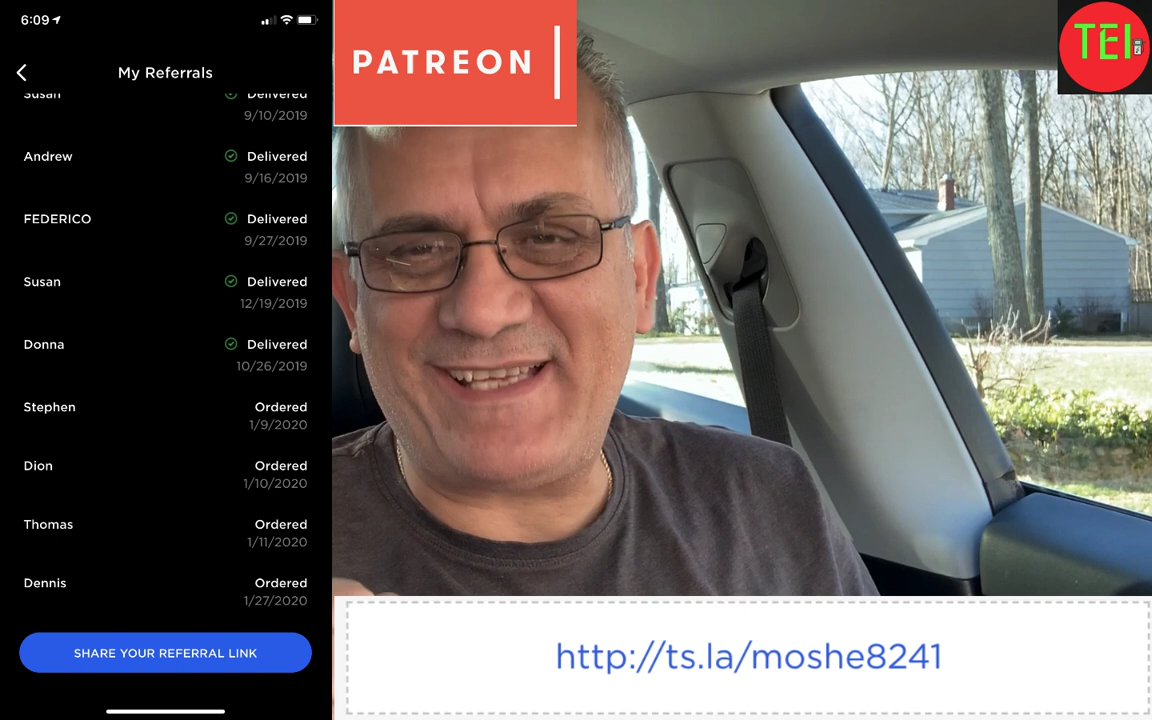 6:09
My Referrals
Susan
Delivered
9/10/2019
Andrew
Delivered
9/16/2019
FEDERICO
Delivered
9/27/2019
Susan
Delivered
12/19/2019
Donna
Delivered
10/26/2019
Stephen
Ordered
1/9/2020
Dion
Ordered
1/10/2020
Thomas
Ordered
1/11/2020
Dennis
Ordered
1/27/2020
SHARE YOUR REFERRAL LINK
PATREON
TEI
http://ts.la/moshe8241